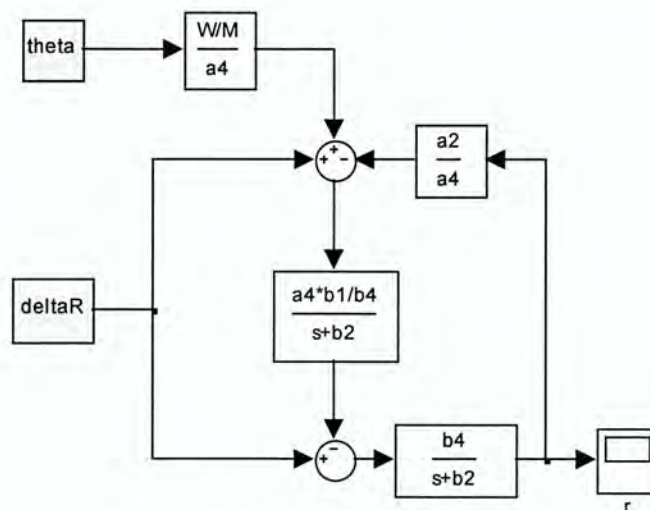 theta
W/M
a4
+
+
−
a2
a4
deltaR
a4*b1/b4
s+b2
+
−
b4
s+b2
r